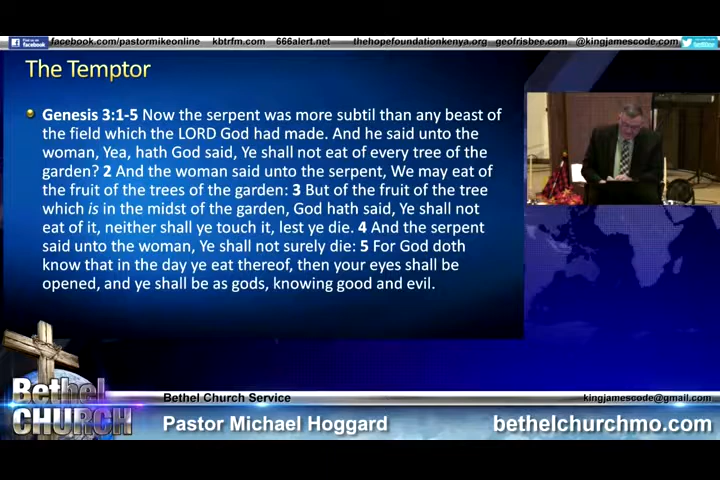 facebook.com/pastormikeonline kbtrfm.com 666alert.net thehopefoundationkenya.org geofrisbee.com @kingjamescode.com
The Temptor
Genesis 3:1-5 Now the serpent was more subtil than any beast of
the field which the LORD God had made. And he said unto the
woman, Yea, hath God said, Ye shall not eat of every tree of the
garden? 2 And the woman said unto the serpent, We may eat of
the fruit of the trees of the garden: 3 But of the fruit of the tree
which is in the midst of the garden, God hath said, Ye shall not
eat of it, neither shall ye touch it, lest ye die. 4 And the serpent
said unto the woman, Ye shall not surely die: 5 For God doth
know that in the day ye eat thereof, then your eyes shall be
opened, and ye shall be as gods, knowing good and evil.
Bethel
CHURCH
Bethel Church Service kingjamescode@gmail.com
Pastor Michael Hoggard bethelchurchmo.com